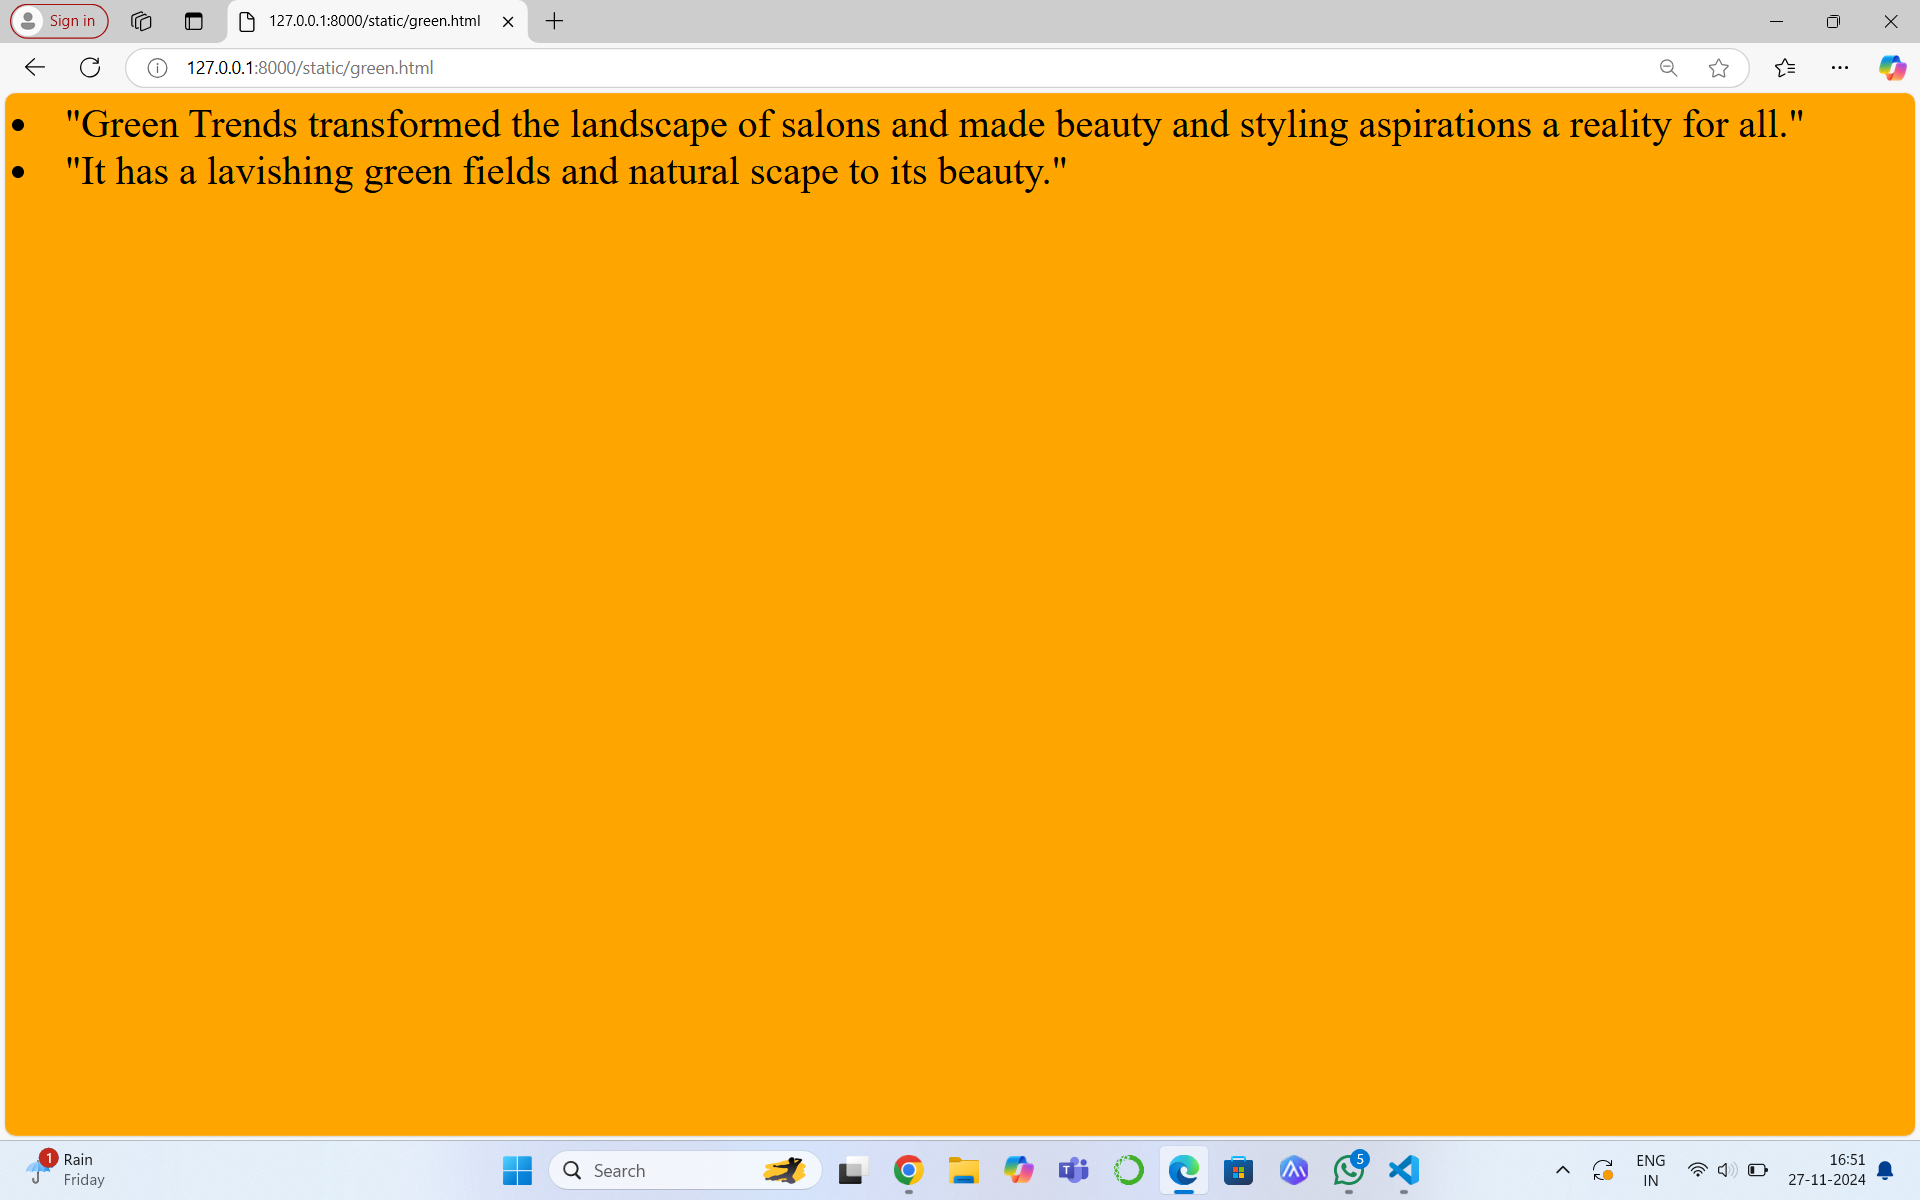 Sign in
127.0.0.1:8000/static/green.html
127.0.0.1:8000/static/green.html
"Green Trends transformed the landscape of salons and made beauty and styling aspirations a reality for all."
"It has a lavishing green fields and natural scape to its beauty."
1
Rain
Friday
Search
T
5
ENG
IN
16:51
27-11-2024